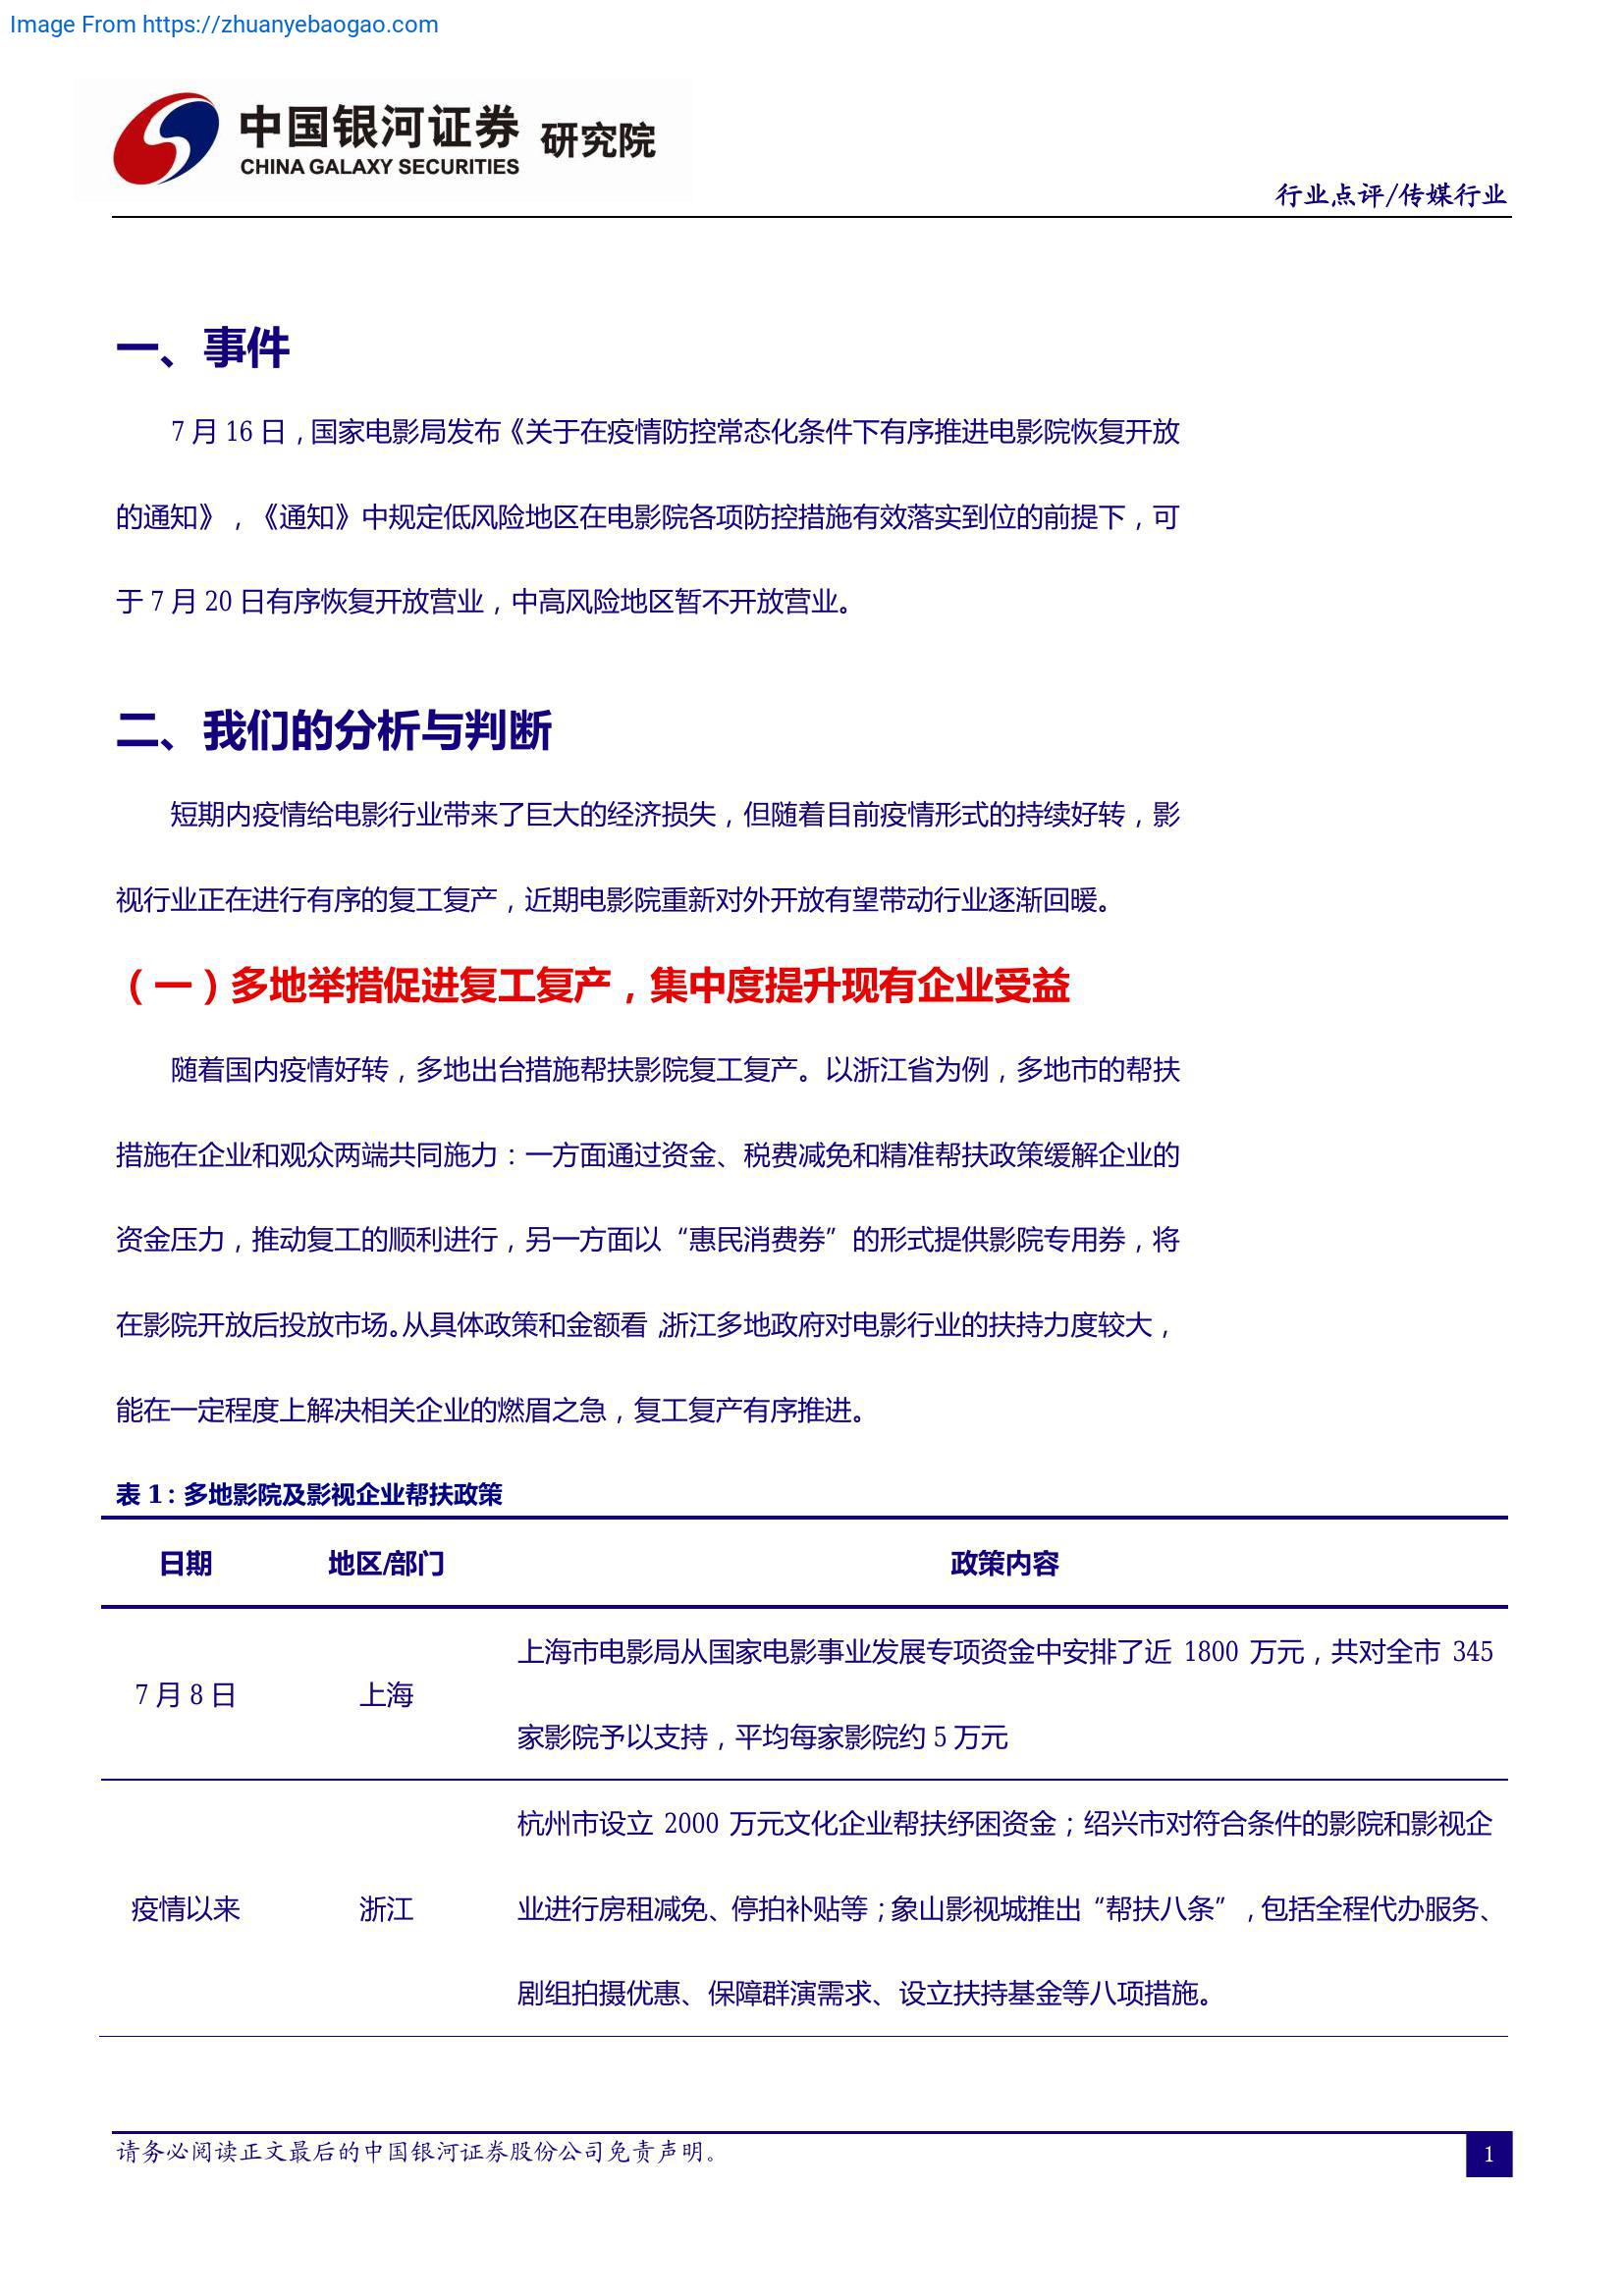 Image From https://zhuanyebaogao.com
中国银河证券 研究院
CHINA GALAXY SECURITIES
行业点评/传媒行业
一、事件
7 月 16 日，国家电影局发布《关于在疫情防控常态化条件下有序推进电影院恢复开放
的通知》，《通知》中规定低风险地区在电影院各项防控措施有效落实到位的前提下，可
于 7 月 20 日有序恢复开放营业，中高风险地区暂不开放营业。
二、我们的分析与判断
短期内疫情给电影行业带来了巨大的经济损失，但随着目前疫情形式的持续好转，影
视行业正在进行有序的复工复产，近期电影院重新对外开放有望带动行业逐渐回暖。
（一）多地举措促进复工复产，集中度提升现有企业受益
随着国内疫情好转，多地出台措施帮扶影院复工复产。以浙江省为例，多地市的帮扶
措施在企业和观众两端共同施力：一方面通过资金、税费减免和精准帮扶政策缓解企业的
资金压力，推动复工的顺利进行，另一方面以“惠民消费券”的形式提供影院专用券，将
在影院开放后投放市场。从具体政策和金额看，浙江多地政府对电影行业的扶持力度较大，
能在一定程度上解决相关企业的燃眉之急，复工复产有序推进。
表 1：多地影院及影视企业帮扶政策
日期 地区/部门 政策内容
上海市电影局从国家电影事业发展专项资金中安排了近 1800 万元，共对全市 345
7 月 8 日 上海
家影院予以支持，平均每家影院约 5 万元
杭州市设立 2000 万元文化企业帮扶纾困资金；绍兴市对符合条件的影院和影视企
疫情以来 浙江 业进行房租减免、停拍补贴等；象山影视城推出“帮扶八条”，包括全程代办服务、
剧组拍摄优惠、保障群演需求、设立扶持基金等八项措施。
请务必阅读正文最后的中国银河证券股份公司免责声明。
1